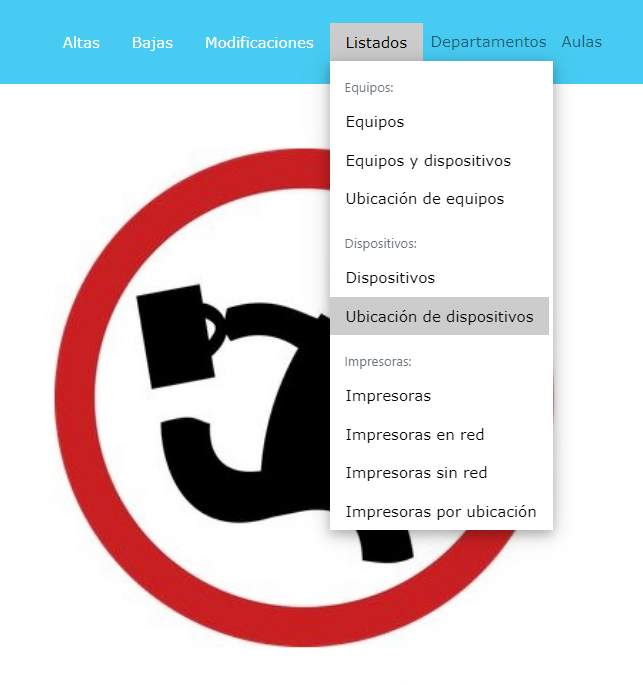 Altas Bajas Modificaciones Listados Departamentos Aulas
Equipos:
Equipos
Equipos y dispositivos
Ubicación de equipos
Dispositivos:
Dispositivos
Ubicación de dispositivos
Impresoras:
Impresoras
Impresoras en red
Impresoras sin red
Impresoras por ubicación